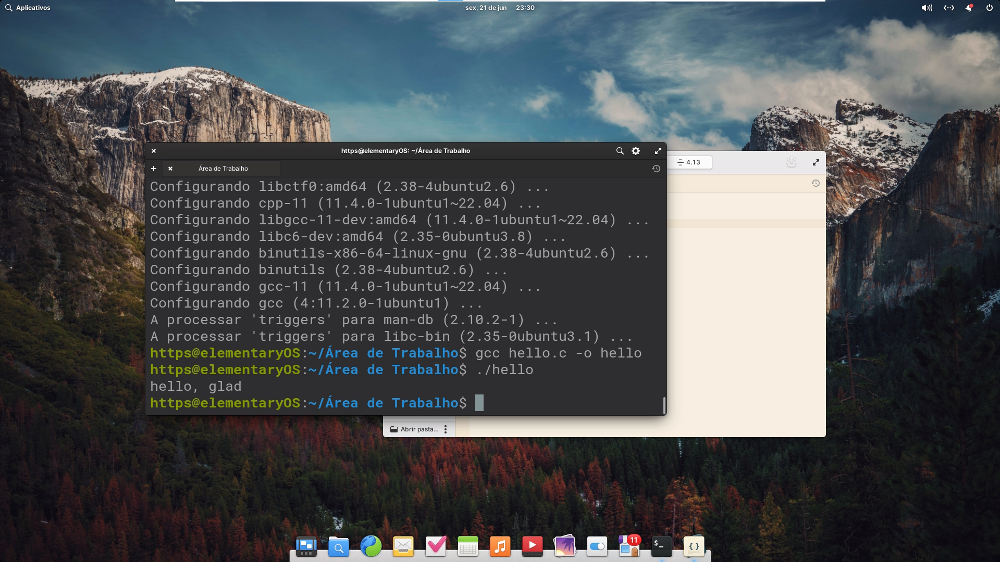 Aplicativos
sex, 21 de jun 23:30
https@elementaryOS: ~/Área de Trabalho
Área de Trabalho
4.13
Configurando libctf0:amd64 (2.38-4ubuntu2.6) ...
Configurando cpp-11 (11.4.0-1ubuntu1~22.04) ...
Configurando libgcc-11-dev:amd64 (11.4.0-1ubuntu1~22.04) ...
Configurando libc6-dev:amd64 (2.35-0ubuntu3.8) ...
Configurando binutils-x86-64-linux-gnu (2.38-4ubuntu2.6) ...
Configurando binutils (2.38-4ubuntu2.6) ...
Configurando gcc-11 (11.4.0-1ubuntu1~22.04) ...
Configurando gcc (4:11.2.0-1ubuntu1) ...
A processar 'triggers' para man-db (2.10.2-1) ...
A processar 'triggers' para libc-bin (2.35-0ubuntu3.1) ...
https@elementaryOS:~/Área de Trabalho$ gcc hello.c -o hello
https@elementaryOS:~/Área de Trabalho$ ./hello
hello, glad
https@elementaryOS:~/Área de Trabalho$
Abrir pasta...
11